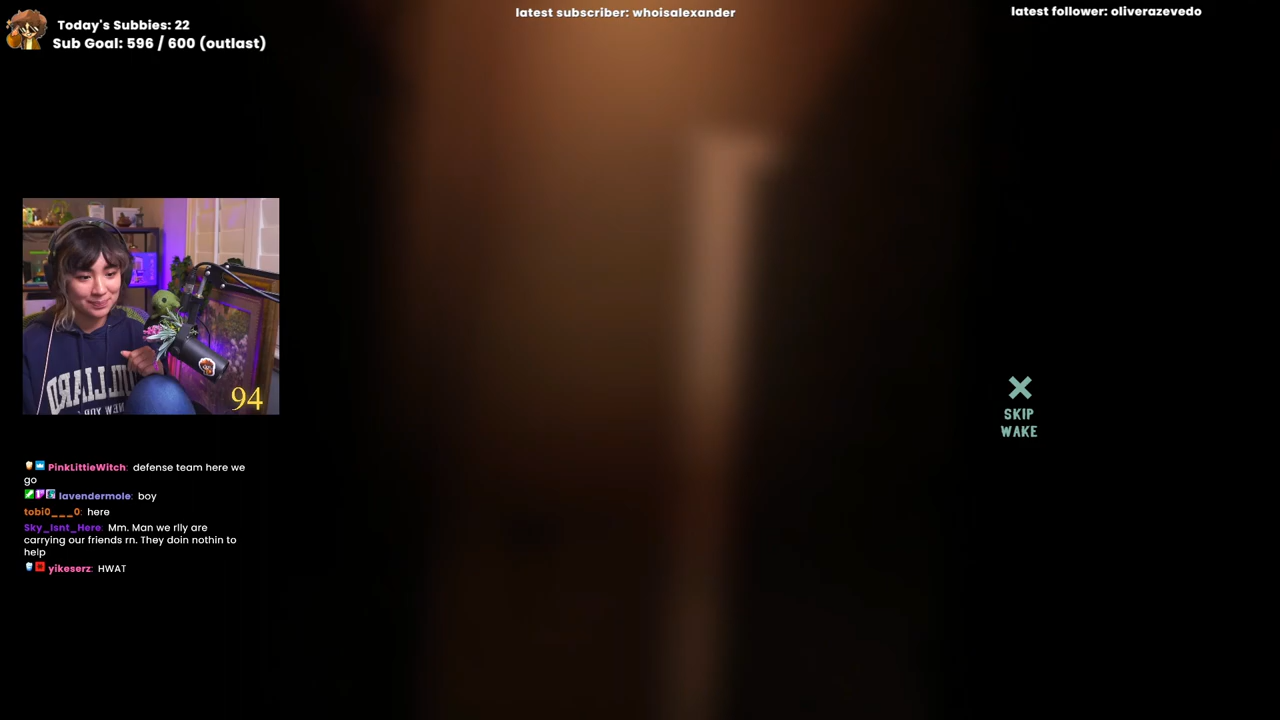 Today's Subbies: 22
Sub Goal: 596 / 600 (outlast)
latest subscriber: whoisalexander
latest follower: oliverazevedo
94
SKIP
WAKE
PinkLittieWitch: defense team here we
go
lavendermole: boy
tobi0___0: here
Sky_Isnt_Here: Mm. Man we rlly are
carrying our friends rn. They doin nothin to
help
yikeserz: HWAT